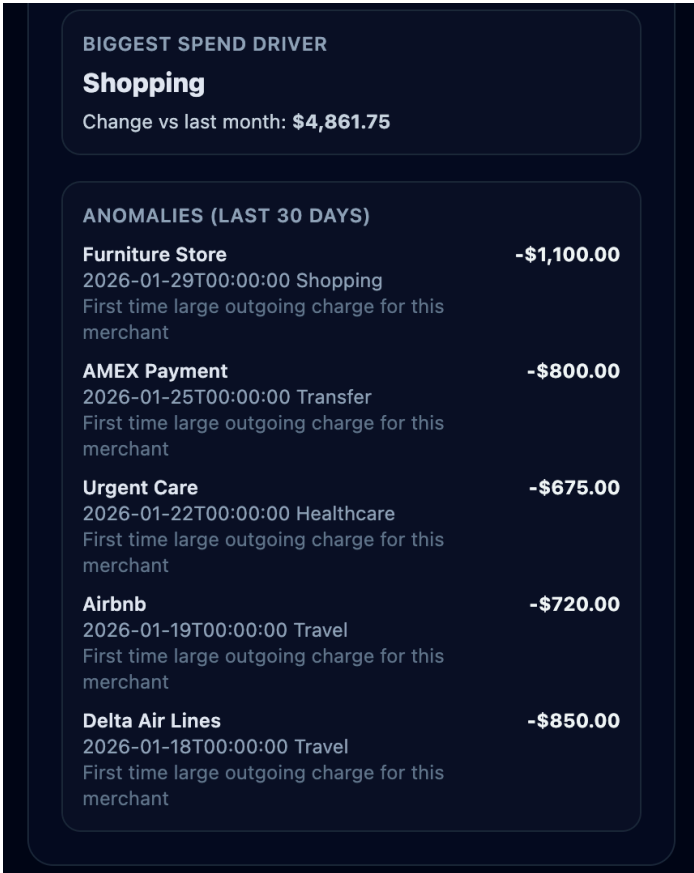 BIGGEST SPEND DRIVER
Shopping
Change vs last month: $4,861.75
ANOMALIES (LAST 30 DAYS)
Furniture Store -$1,100.00
2026-01-29T00:00:00 Shopping
First time large outgoing charge for this
merchant
AMEX Payment -$800.00
2026-01-25T00:00:00 Transfer
First time large outgoing charge for this
merchant
Urgent Care -$675.00
2026-01-22T00:00:00 Healthcare
First time large outgoing charge for this
merchant
Airbnb -$720.00
2026-01-19T00:00:00 Travel
First time large outgoing charge for this
merchant
Delta Air Lines -$850.00
2026-01-18T00:00:00 Travel
First time large outgoing charge for this
merchant